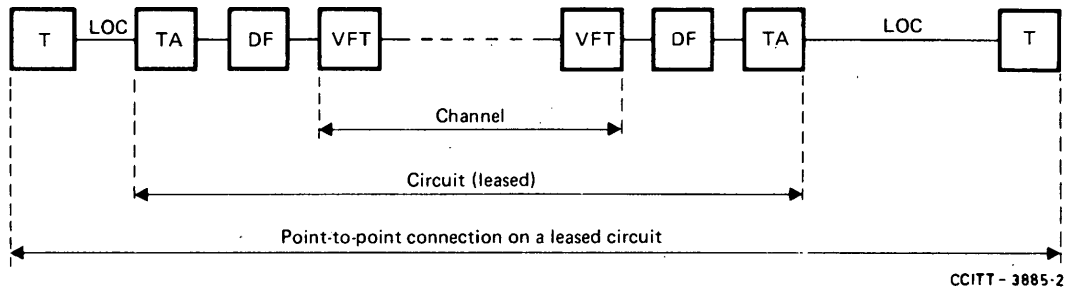 T LOC TA DF VFT VFT DF TA LOC T
Channel
Circuit (leased)
Point-to-point connection on a leased circuit
CCITT - 3885-2